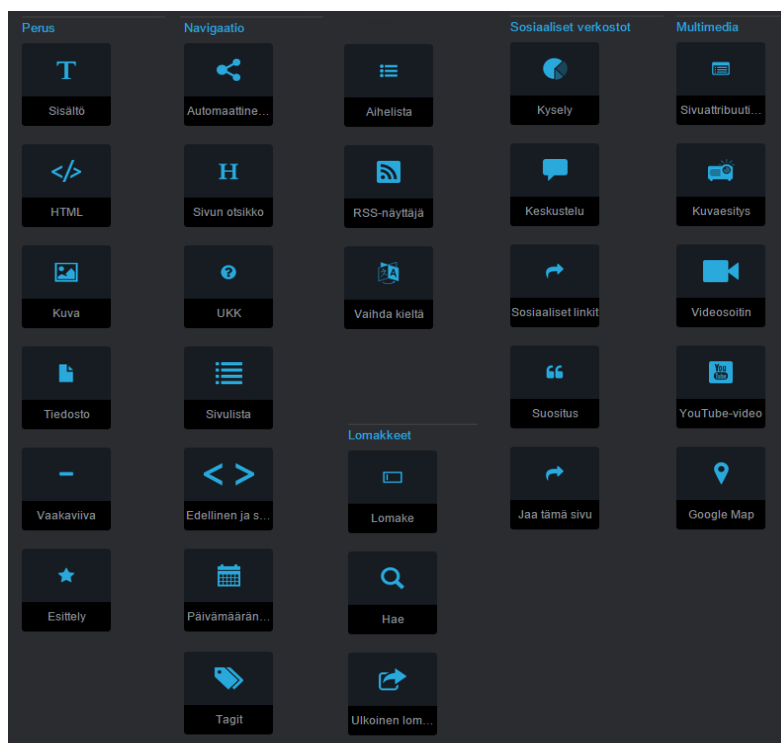 Perus
Sisältö
HTML
Kuva
Tiedosto
Vaakaviiva
Esittely
Navigaatio
Automaattine...
Sivun otsikko
UKK
Sivulista
Edellinen ja s...
Päivämäärän...
Tagit
Aihelista
RSS-näyttäjä
Vaihda kieltä
Lomakkeet
Lomake
Hae
Ulkoinen lom...
Sosiaaliset verkostot
Kysely
Keskustelu
Sosiaaliset linkit
Suositus
Jaa tämä sivu
Multimedia
Sivuattribuuti...
Kuvaesitys
Videosoitin
You
Tube
YouTube-video
Google Map